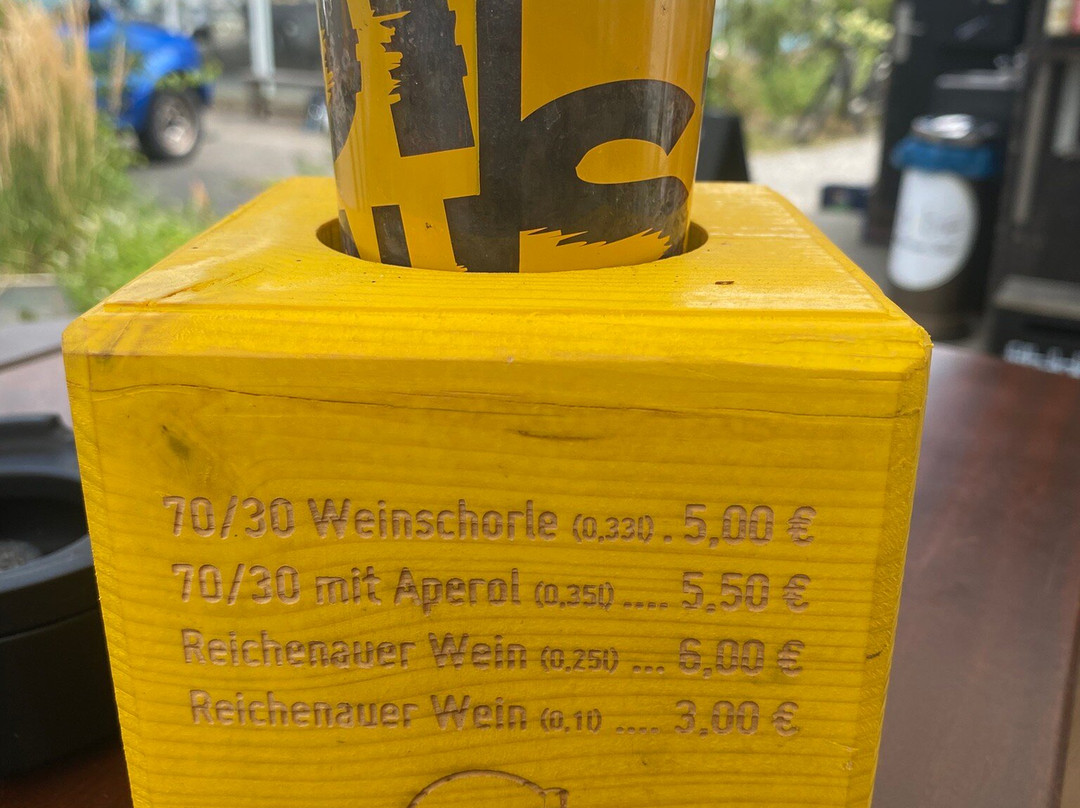 70/30 Weinschorle (0,33l) . 5,00 €
70/30 mit Aperol (0,35l) .... 5,50 €
Reichenauer Wein (0,25l) ... 6,00 €
Reichenauer Wein (0,1l) .... 3,00 €